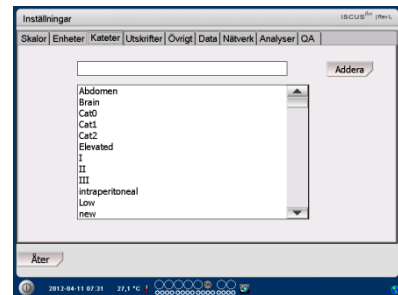 Inställningar
ISCUS flex |Rev L
Skalor Enheter Kateter Utskrifter Övrigt Data Nätverk Analyser QA
Addera
Abdomen
Brain
Cat0
Cat1
Cat2
Elevated
I
II
III
intraperitoneal
Low
new
Åter
2012-04-11 07:31 27,1 °C